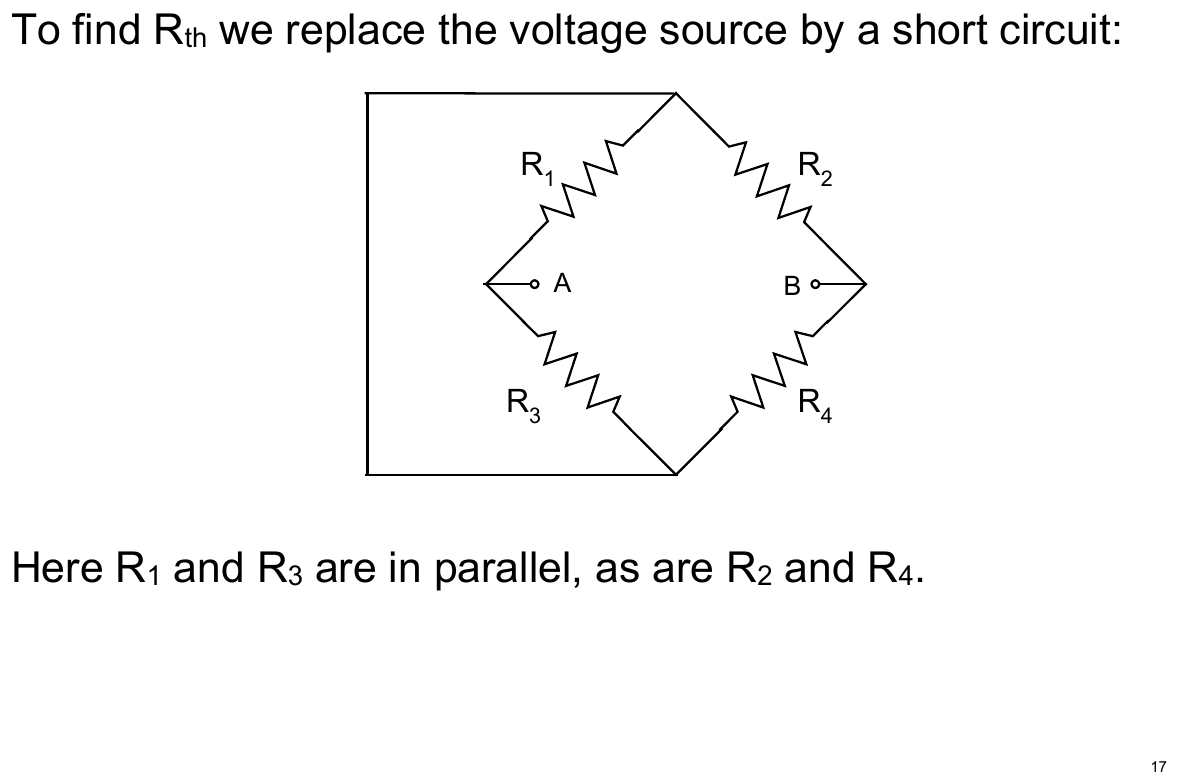 To find Rth we replace the voltage source by a short circuit:
R1
R2
A
B
R3
R4
Here R1 and R3 are in parallel, as are R2 and R4.
17